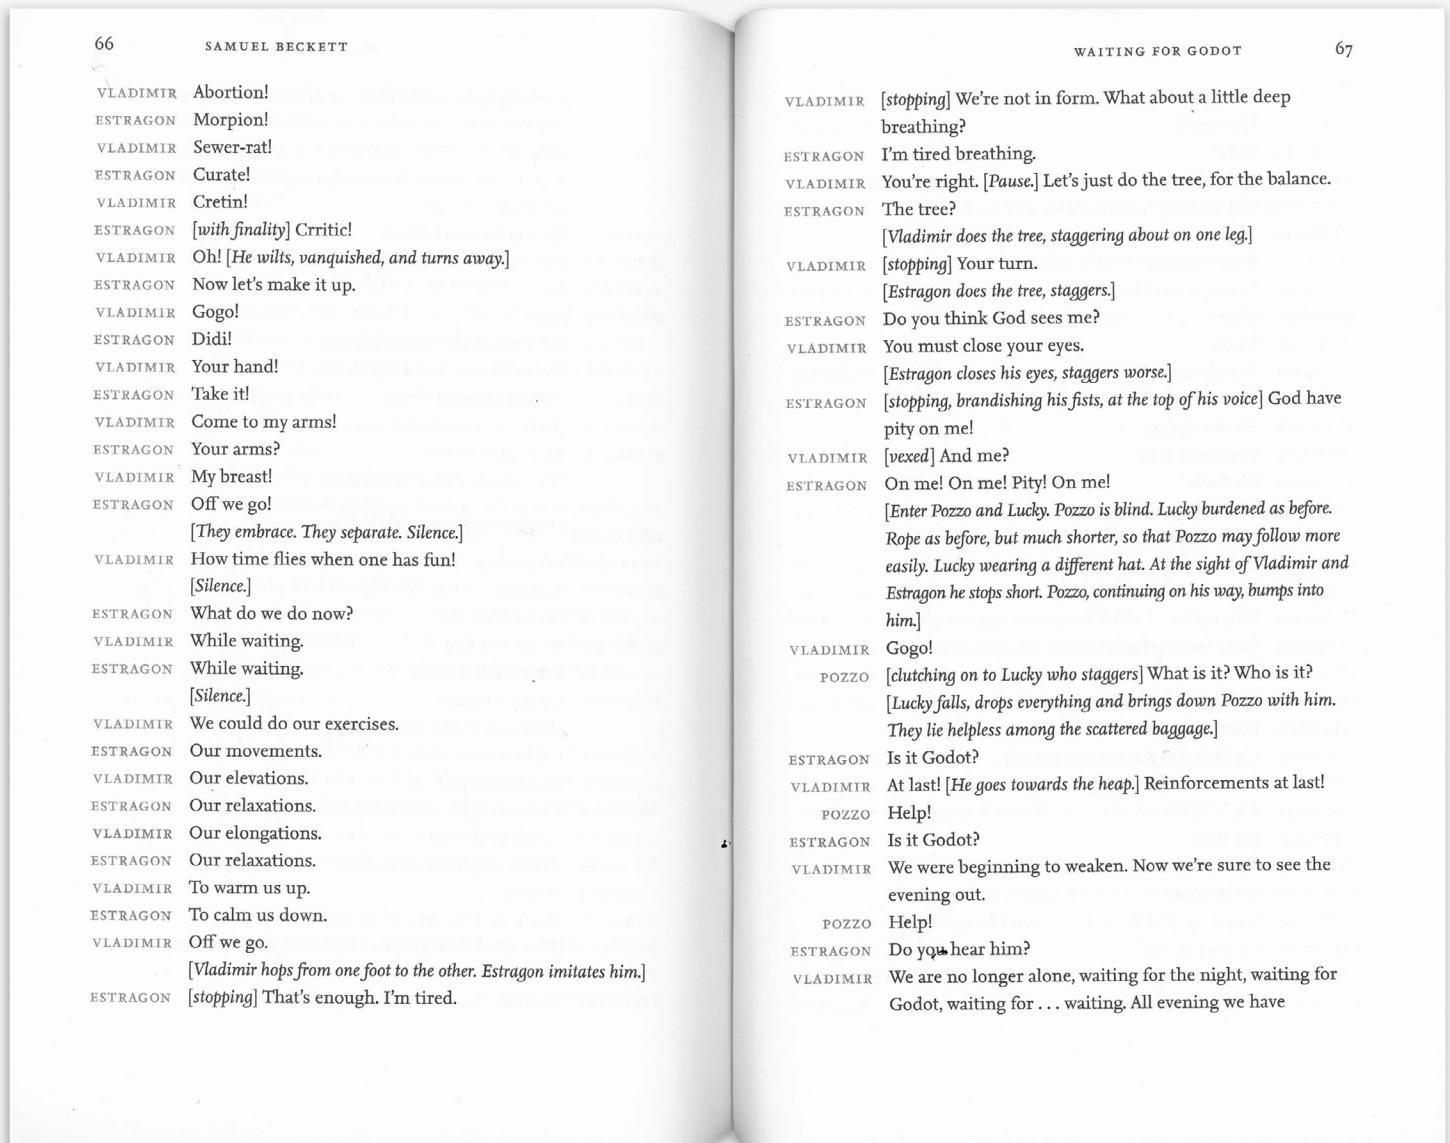 66 SAMUEL BECKETT
VLADIMIR Abortion!
ESTRAGON Morpion!
VLADIMIR Sewer-rat!
ESTRAGON Curate!
VLADIMIR Cretin!
ESTRAGON [with finality] Crritic!
VLADIMIR Oh! [He wilts, vanquished, and turns away.]
ESTRAGON Now let's make it up.
VLADIMIR Gogo!
ESTRAGON Didi!
VLADIMIR Your hand!
ESTRAGON Take it!
VLADIMIR Come to my arms!
ESTRAGON Your arms?
VLADIMIR My breast!
ESTRAGON Off we go!
[They embrace. They separate. Silence.]
VLADIMIR How time flies when one has fun!
[Silence.]
ESTRAGON What do we do now?
VLADIMIR While waiting.
ESTRAGON While waiting.
[Silence.]
VLADIMIR We could do our exercises.
ESTRAGON Our movements.
VLADIMIR Our elevations.
ESTRAGON Our relaxations.
VLADIMIR Our elongations.
ESTRAGON Our relaxations.
VLADIMIR To warm us up.
ESTRAGON To calm us down.
VLADIMIR Off we go.
[Vladimir hops from one foot to the other. Estragon imitates him.]
ESTRAGON [stopping] That's enough. I'm tired.
WAITING FOR GODOT 67
VLADIMIR [stopping] We're not in form. What about a little deep
breathing?
ESTRAGON I'm tired breathing.
VLADIMIR You're right. [Pause.] Let's just do the tree, for the balance.
ESTRAGON The tree?
[Vladimir does the tree, staggering about on one leg.]
VLADIMIR [stopping] Your turn.
[Estragon does the tree, staggers.]
ESTRAGON Do you think God sees me?
VLADIMIR You must close your eyes.
[Estragon closes his eyes, staggers worse.]
ESTRAGON [stopping, brandishing his fists, at the top of his voice] God have
pity on me!
VLADIMIR [vexed] And me?
ESTRAGON On me! On me! Pity! On me!
[Enter Pozzo and Lucky. Pozzo is blind. Lucky burdened as before.
Rope as before, but much shorter, so that Pozzo may follow more
easily. Lucky wearing a different hat. At the sight of Vladimir and
Estragon he stops short. Pozzo, continuing on his way, bumps into
him.]
VLADIMIR Gogo!
POZZO [clutching on to Lucky who staggers] What is it? Who is it?
[Lucky falls, drops everything and brings down Pozzo with him.
They lie helpless among the scattered baggage.]
ESTRAGON Is it Godot?
VLADIMIR At last! [He goes towards the heap.] Reinforcements at last!
POZZO Help!
ESTRAGON Is it Godot?
VLADIMIR We were beginning to weaken. Now we're sure to see the
evening out.
POZZO Help!
ESTRAGON Do you hear him?
VLADIMIR We are no longer alone, waiting for the night, waiting for
Godot, waiting for . . . waiting. All evening we have